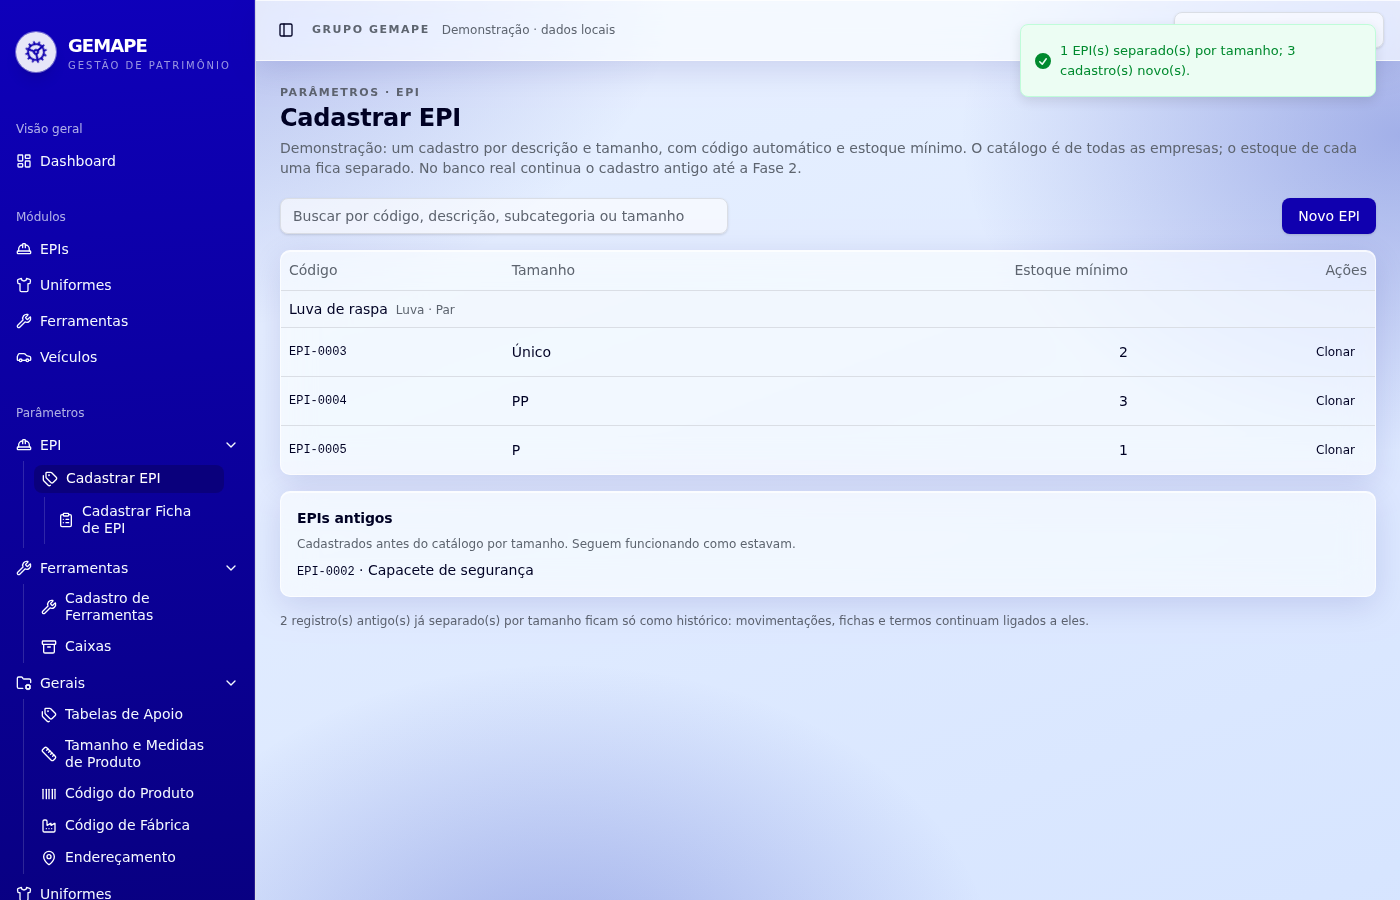 GEMAPE
GESTÃO DE PATRIMÔNIO
Visão geral
Dashboard
Módulos
EPIs
Uniformes
Ferramentas
Veículos
Parâmetros
EPI
Cadastrar EPI
Cadastrar Ficha
de EPI
Ferramentas
Cadastro de
Ferramentas
Caixas
Gerais
Tabelas de Apoio
Tamanho e Medidas
de Produto
Código do Produto
Código de Fábrica
Endereçamento
Uniformes
GRUPO GEMAPE Demonstração · dados locais
1 EPI(s) separado(s) por tamanho; 3
cadastro(s) novo(s).
PARÂMETROS · EPI
Cadastrar EPI
Demonstração: um cadastro por descrição e tamanho, com código automático e estoque mínimo. O catálogo é de todas as empresas; o estoque de cada
uma fica separado. No banco real continua o cadastro antigo até a Fase 2.
Buscar por código, descrição, subcategoria ou tamanho
Novo EPI
Código Tamanho Estoque mínimo Ações
Luva de raspa Luva · Par
EPI-0003 Único 2 Clonar
EPI-0004 PP 3 Clonar
EPI-0005 P 1 Clonar
EPIs antigos
Cadastrados antes do catálogo por tamanho. Seguem funcionando como estavam.
EPI-0002 · Capacete de segurança
2 registro(s) antigo(s) já separado(s) por tamanho ficam só como histórico: movimentações, fichas e termos continuam ligados a eles.